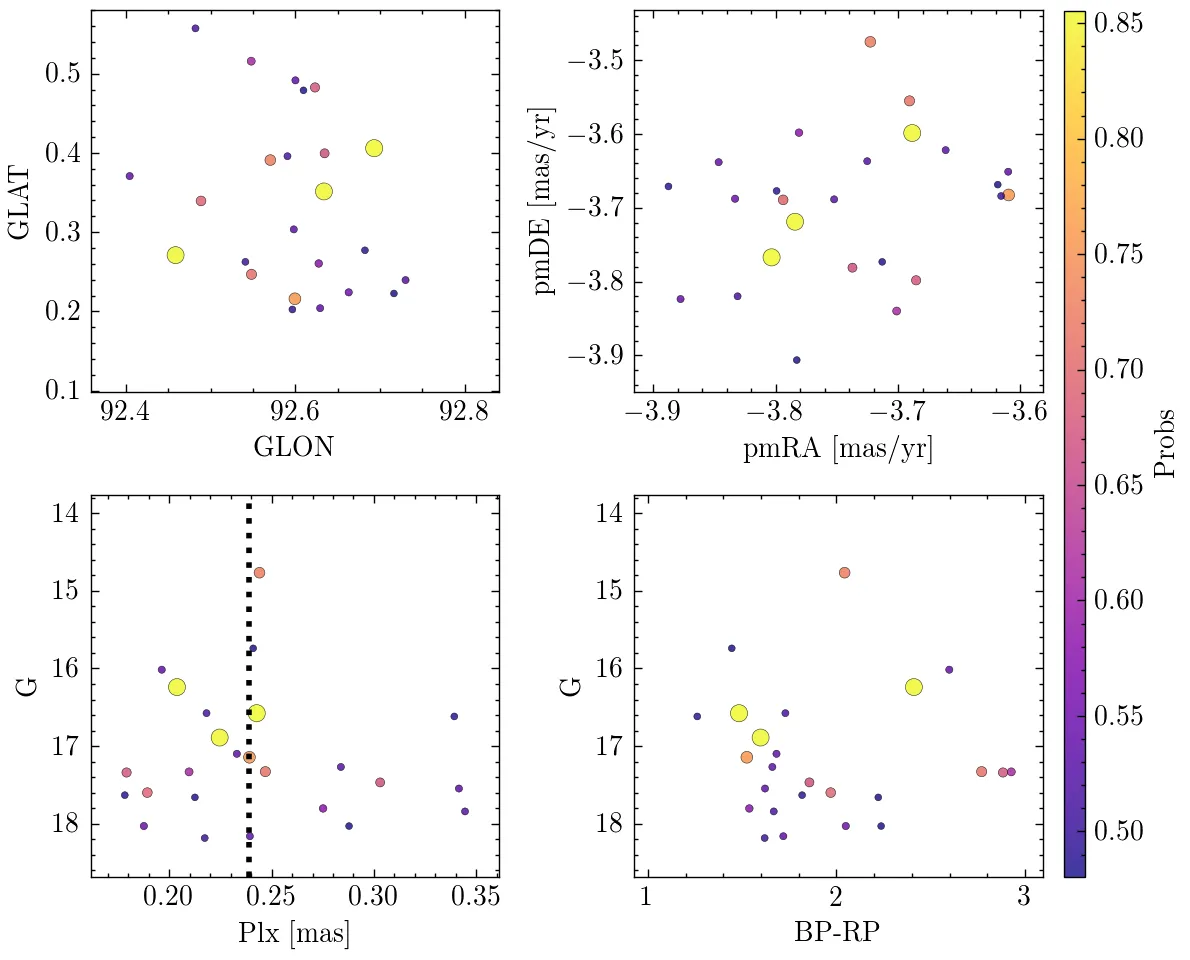 0.5
0.4
0.3
0.2
0.1
GLAT
92.4 92.6 92.8
GLON
−3.5
−3.6
−3.7
−3.8
−3.9
pmDE [mas/yr]
−3.9 −3.8 −3.7 −3.6
pmRA [mas/yr]
14
15
16
17
18
G
0.20 0.25 0.30 0.35
Plx [mas]
14
15
16
17
18
G
1 2 3
BP-RP
0.85
0.80
0.75
0.70
0.65
0.60
0.55
0.50
Probs